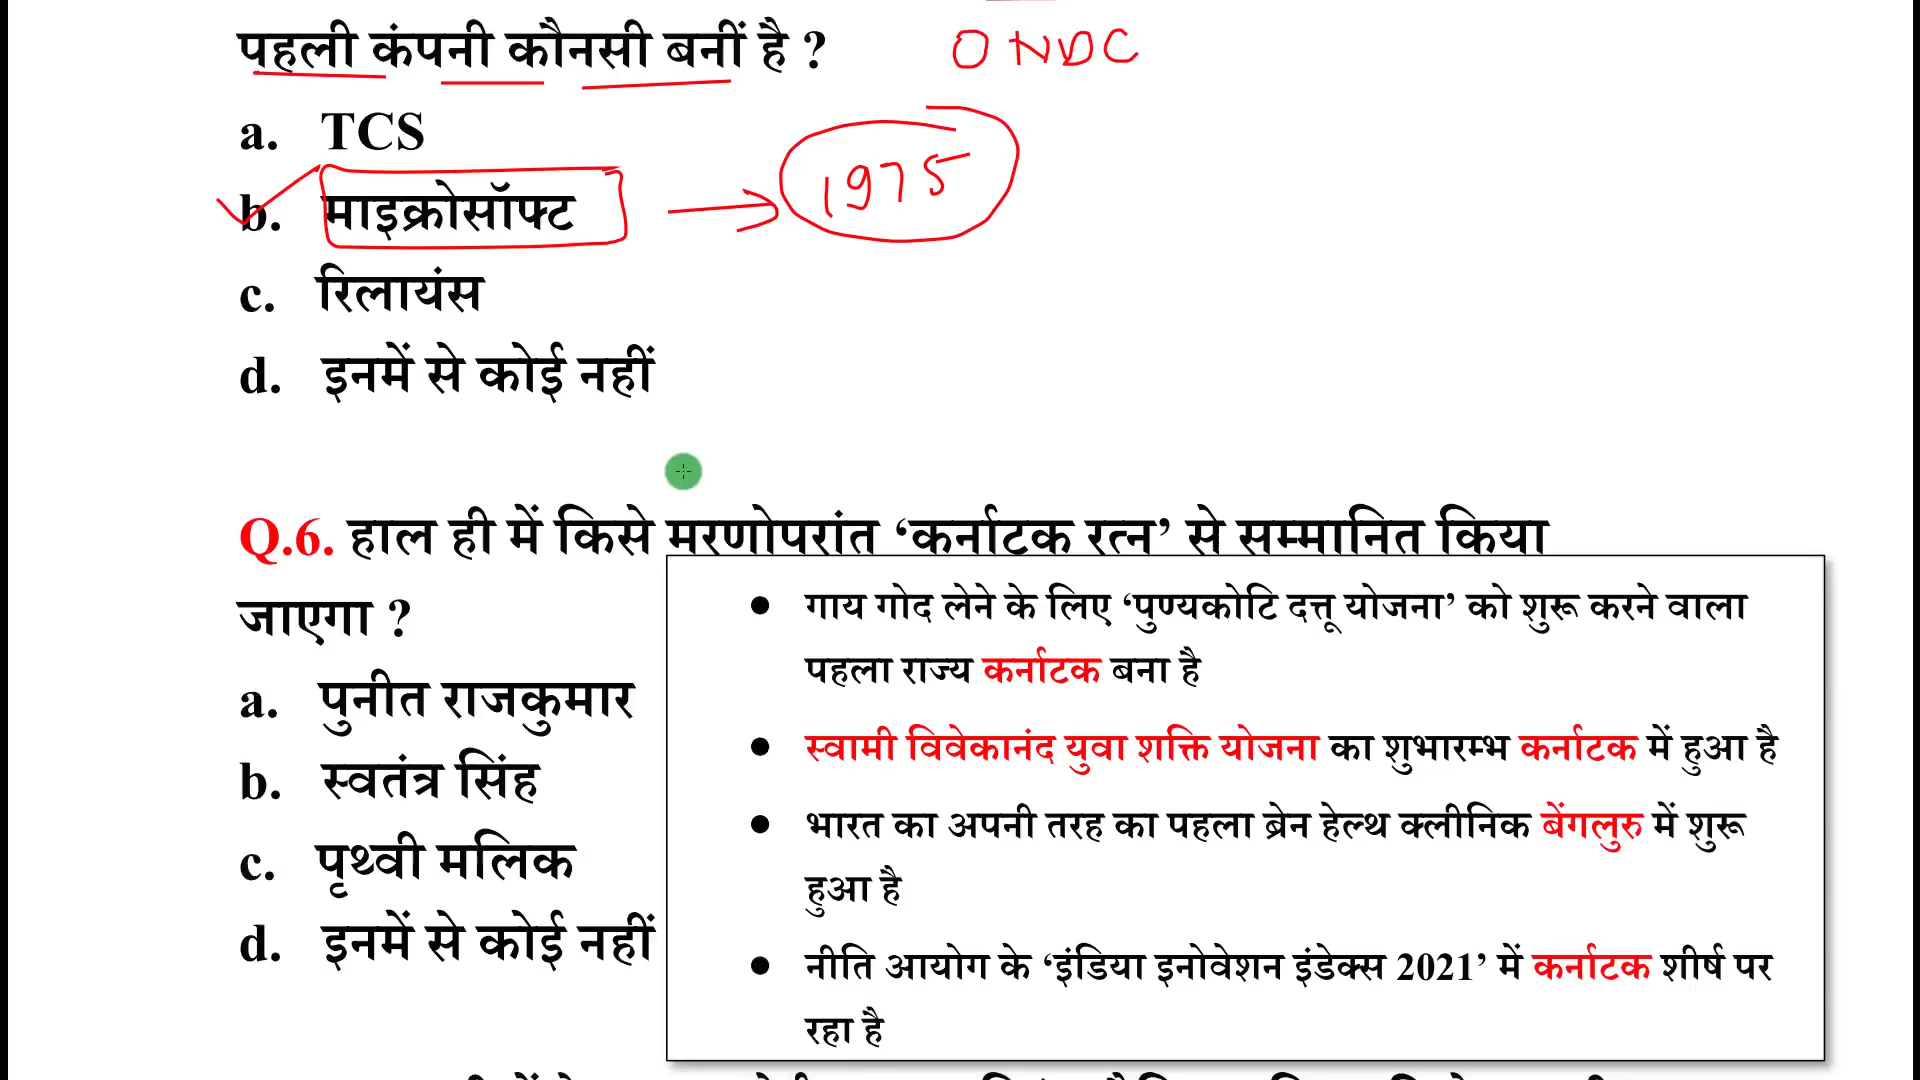 पहली कंपनी कौनसी बनीं है ? ONDC
a. TCS
b. माइक्रोसॉफ्ट 1975
c. रिलायंस
d. इनमें से कोई नहीं
Q.6. हाल ही में किसे मरणोपरांत ‘कर्नाटक रत्न’ से सम्मानित किया
जाएगा ?
a. पुनीत राजकुमार
b. स्वतंत्र सिंह
c. पृथ्वी मलिक
d. इनमें से कोई नहीं
● गाय गोद लेने के लिए ‘पुण्यकोटि दत्तू योजना’ को शुरू करने वाला
पहला राज्य कर्नाटक बना है
● स्वामी विवेकानंद युवा शक्ति योजना का शुभारम्भ कर्नाटक में हुआ है
● भारत का अपनी तरह का पहला ब्रेन हेल्थ क्लीनिक बेंगलुरु में शुरू
हुआ है
● नीति आयोग के ‘इंडिया इनोवेशन इंडेक्स 2021’ में कर्नाटक शीर्ष पर
रहा है